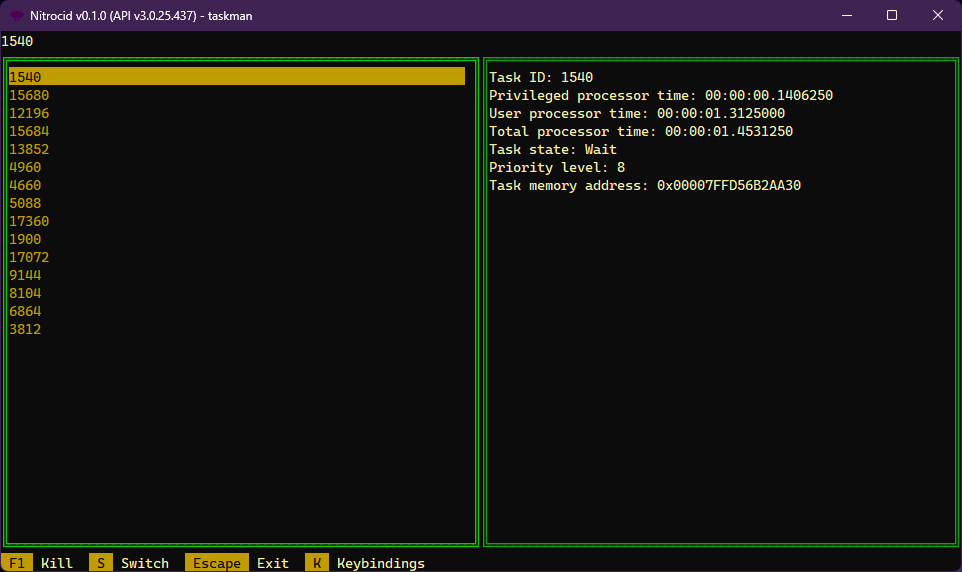 Nitrocid v0.1.0 (API v3.0.25.437) - taskman
1540
1540
15680
12196
15684
13852
4960
4660
5088
17360
1900
17072
9144
8104
6864
3812
Task ID: 1540
Privileged processor time: 00:00:00.1406250
User processor time: 00:00:01.3125000
Total processor time: 00:00:01.4531250
Task state: Wait
Priority level: 8
Task memory address: 0x00007FFD56B2AA30
F1 Kill S Switch Escape Exit K Keybindings